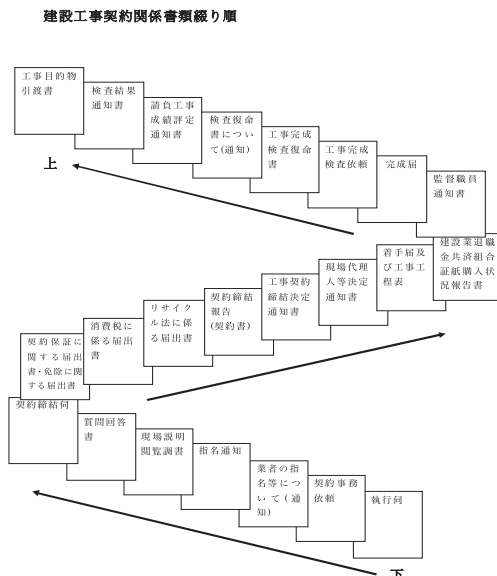 建設工事契約関係書類綴り順
工事目的物
引渡書
検査結果
通知書
請負工事
成績評定
通知書
検査復命
書につい
て(通知)
工事完成
検査復命
書
工事完成
検査依頼
完成届
監督職員
通知書
上
建設業退職
金共済組合
証紙購入状
況報告書
着手届及
び工事工
程表
現場代理
人等決定
通知書
工事契約
締結決定
通知書
契約締結
報告
(契約書)
リサイク
ル法に係
る届出書
消費税に
係る届出
書
契約保証に
関する届出
書・免除に関
する届出書
契約締結伺
質問回答
書
現場説明
閲覧調書
指名通知
業者の指
名等につ
いて(通
知)
契約事務
依頼
執行伺
下